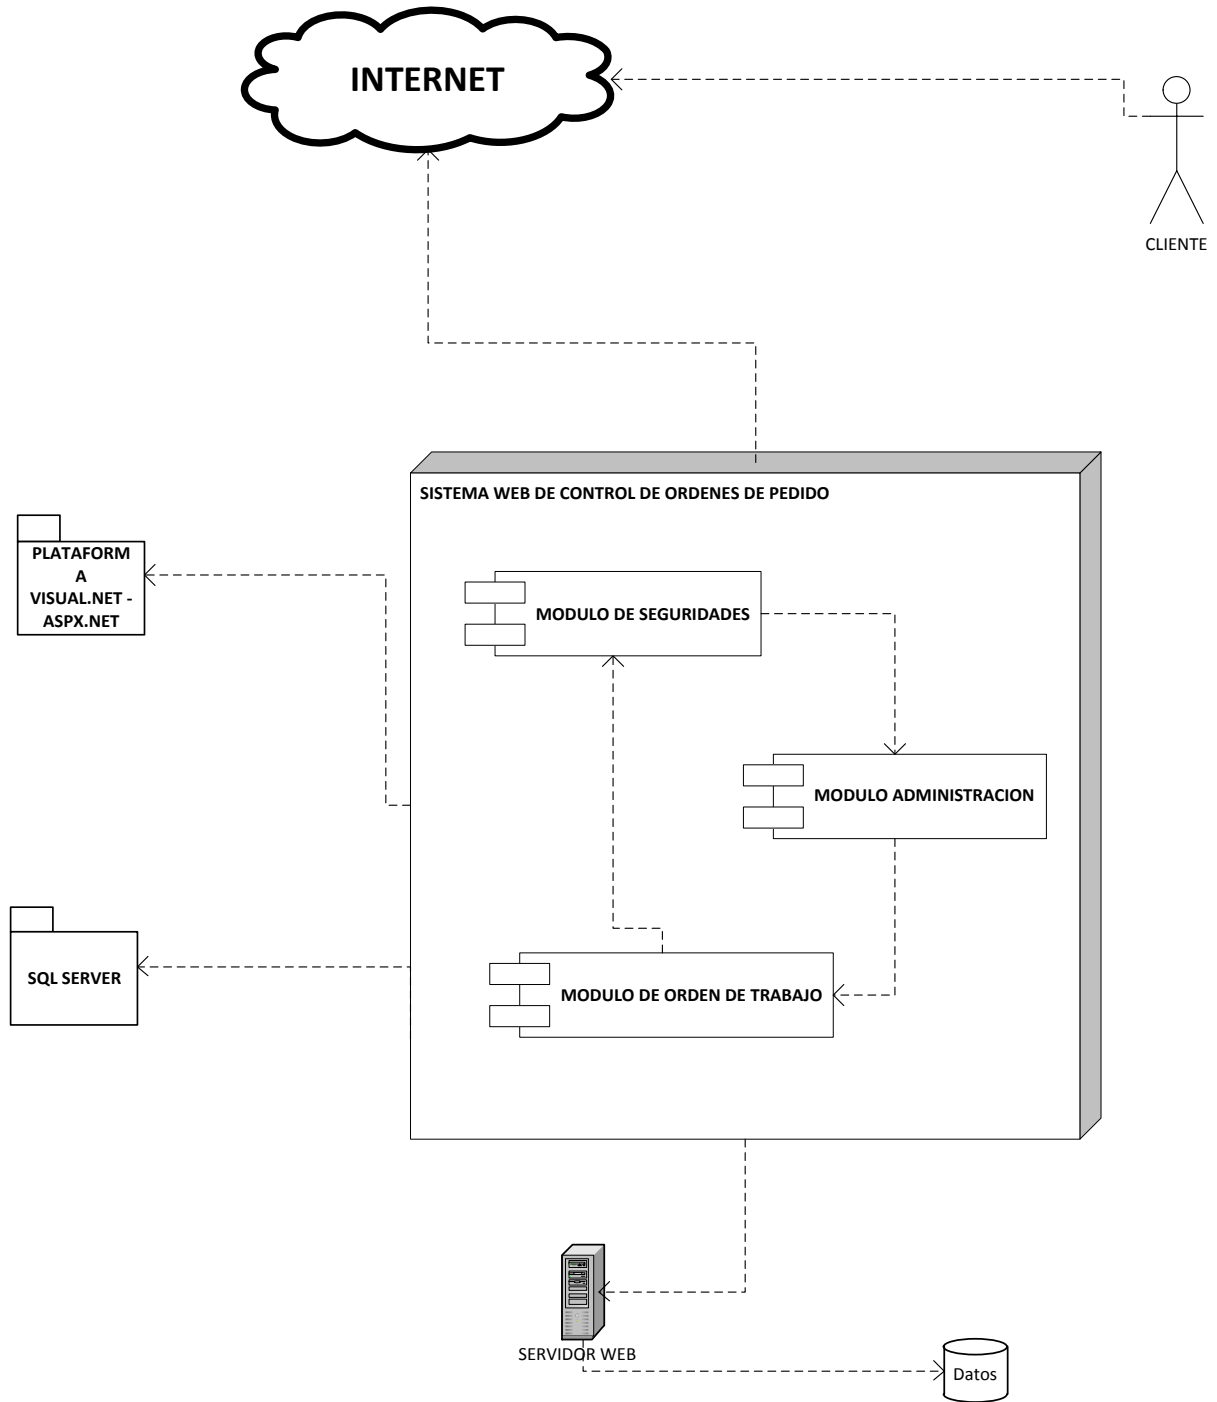 INTERNET
CLIENTE
SISTEMA WEB DE CONTROL DE ORDENES DE PEDIDO
PLATAFORM
A
VISUAL.NET -
ASPX.NET
MODULO DE SEGURIDADES
MODULO ADMINISTRACION
SQL SERVER
MODULO DE ORDEN DE TRABAJO
SERVIDOR WEB
Datos